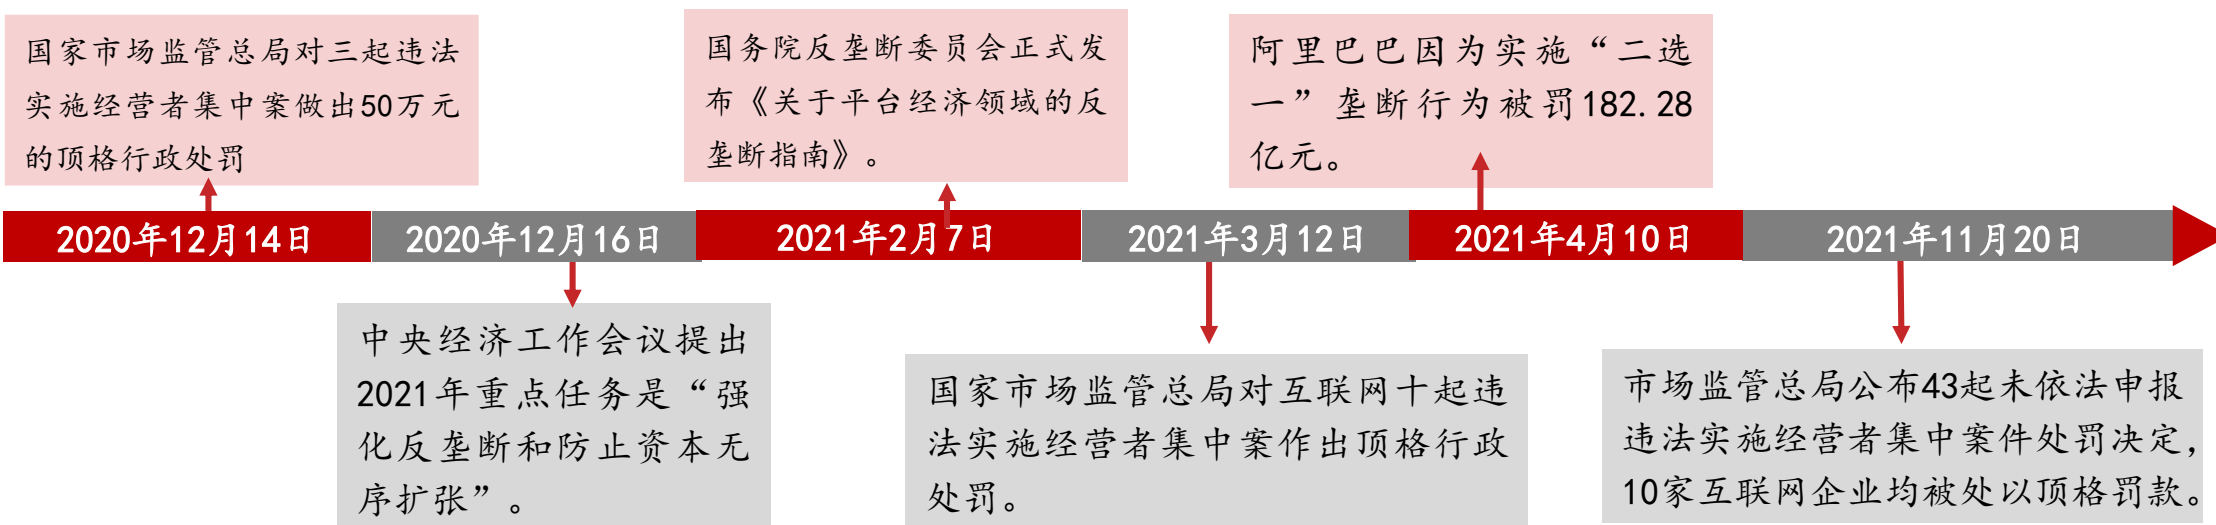 国家市场监管总局对三起违法
实施经营者集中案做出50万元
的顶格行政处罚
国务院反垄断委员会正式发
布《关于平台经济领域的反
垄断指南》。
阿里巴巴因为实施“二选
一”垄断行为被罚182.28
亿元。
2020年12月14日
2020年12月16日
2021年2月7日
2021年3月12日
2021年4月10日
2021年11月20日
中央经济工作会议提出
2021年重点任务是“强
化反垄断和防止资本无
序扩张”。
国家市场监管总局对互联网十起违
法实施经营者集中案作出顶格行政
处罚。
市场监管总局公布43起未依法申报
违法实施经营者集中案件处罚决定，
10家互联网企业均被处以顶格罚款。